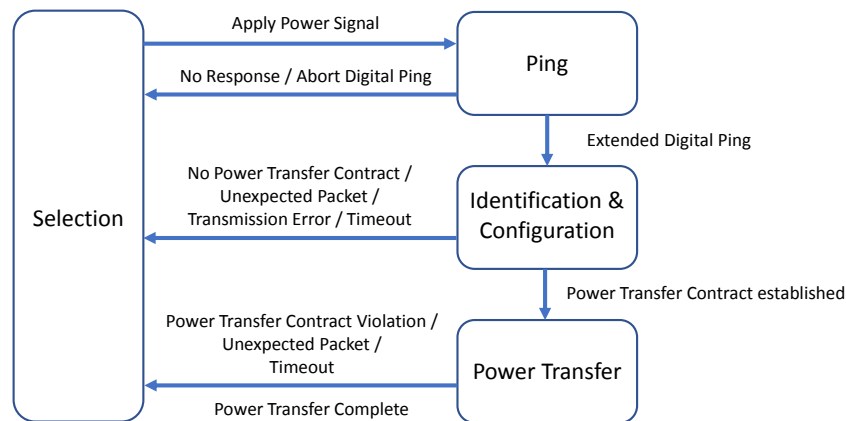 Apply Power Signal
Ping
No Response / Abort Digital Ping
Extended Digital Ping
No Power Transfer Contract /
Unexpected Packet /
Transmission Error / Timeout
Identification &
Configuration
Selection
Power Transfer Contract established
Power Transfer Contract Violation /
Unexpected Packet /
Timeout
Power Transfer
Power Transfer Complete